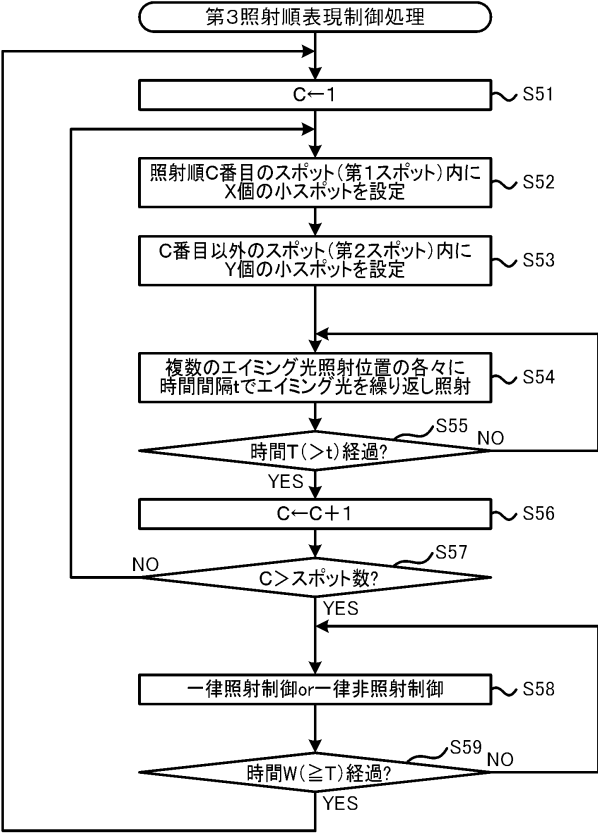 第3照射順表現制御処理
C←1
S51
照射順C番目のスポット(第1スポット)内に
X個の小スポットを設定
S52
C番目以外のスポット(第2スポット)内に
Y個の小スポットを設定
S53
複数のエイミング光照射位置の各々に
時間間隔tでエイミング光を繰り返し照射
S54
S55
時間T(>t)経過?
NO
YES
C←C+1
S56
S57
NO
C>スポット数?
YES
一律照射制御or一律非照射制御
S58
S59
時間W(≧T)経過?
NO
YES